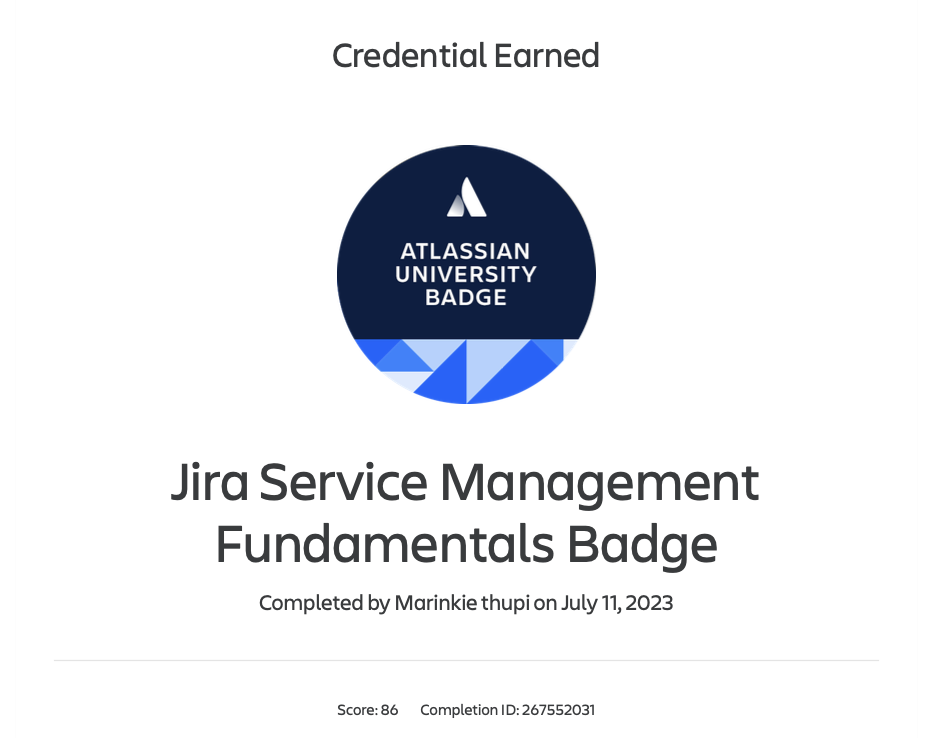 Credential Earned
ATLASSIAN
UNIVERSITY
BADGE
Jira Service Management
Fundamentals Badge
Completed by Marinkie thupi on July 11, 2023
Score: 86 Completion ID: 267552031